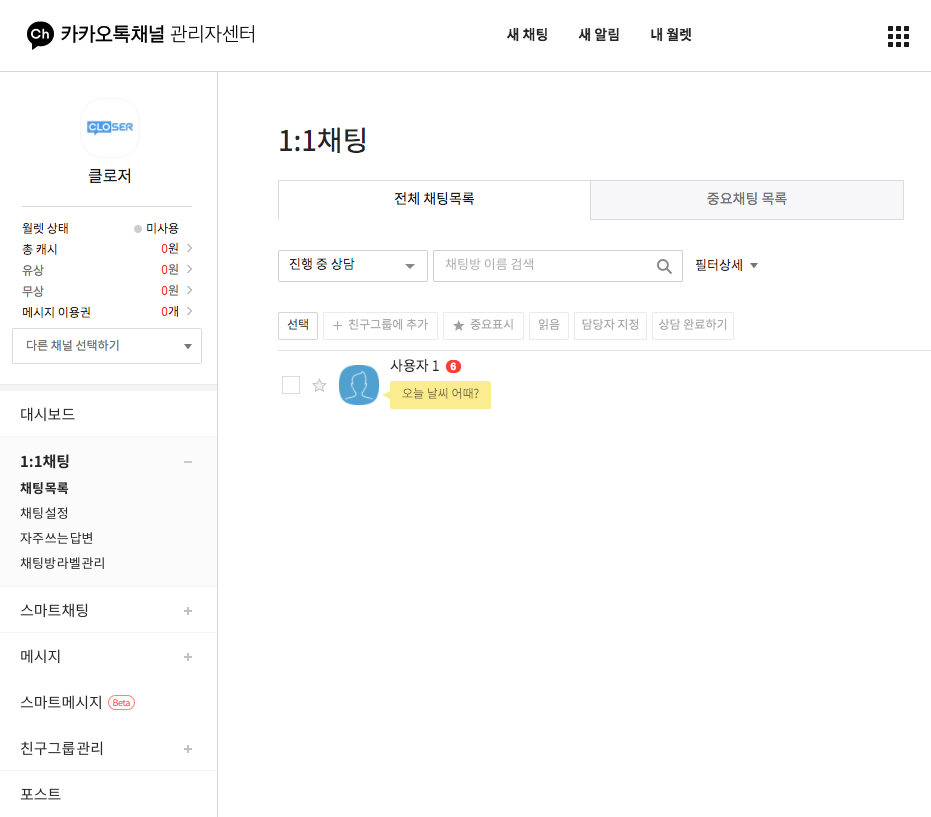 Ch 카카오톡채널 관리자센터
새 채팅 새 알림 내 월렛
CLOSER
클로저
월렛 상태 미사용
총 캐시 0원
유상 0원
무상 0원
메시지 이용권 0개
다른 채널 선택하기
대시보드
1:1채팅
채팅목록
채팅설정
자주쓰는답변
채팅방라벨관리
스마트채팅
메시지
스마트메시지 Beta
친구그룹관리
포스트
1:1채팅
전체 채팅목록 중요채팅 목록
진행 중 상담 채팅방 이름 검색 필터상세
선택 + 친구그룹에 추가 ★ 중요표시 읽음 담당자 지정 상담 완료하기
사용자 1 6
오늘 날씨 어때?